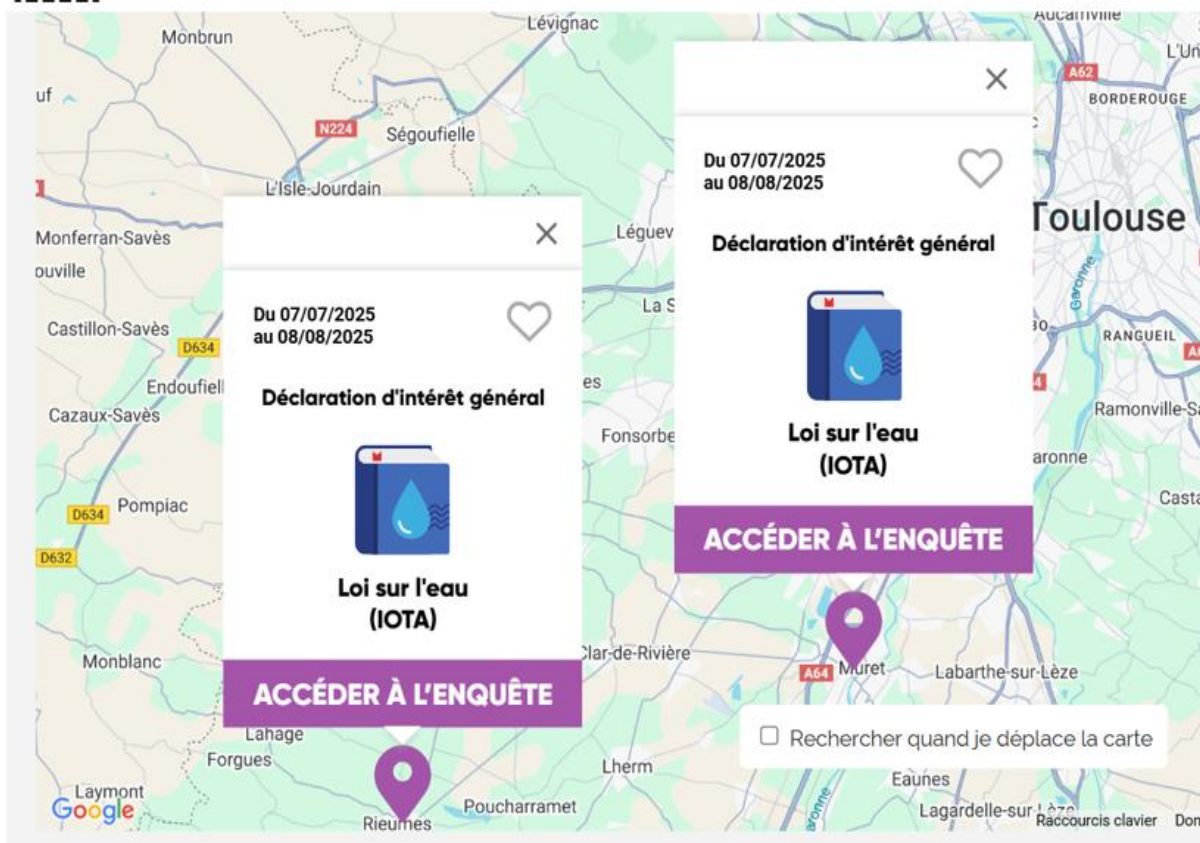 Monbrun
Lévignac
Aucamville
L'Un
A62
BORDEROUGE
uf
N224
Ségoufielle
L'Isle-Jourdain
Du 07/07/2025
au 08/08/2025
Toulouse
Monferran-Savès
Léguev
Déclaration d'intérêt général
ouville
Garonne
Du 07/07/2025
au 08/08/2025
La S
Castillon-Savès
D634
RANGUEIL
Endoufiell
es
Déclaration d'intérêt général
Cazaux-Savès
Ramonville-Sa
Fonsorbe
Loi sur l'eau
(IOTA)
aronne
Pompiac
D634
Casta
ACCÉDER À L'ENQUÊTE
D632
Loi sur l'eau
(IOTA)
Clar-de-Rivière
Monblanc
A64
Muret
Labarthe-sur-Lèze
ACCÉDER À L'ENQUÊTE
Lahage
Forgues
Rechercher quand je déplace la carte
Lherm
Eaunes
Laymont
Google
Poucharramet
Lagardelle-sur-Lèze
Rieumes
Raccourcis clavier
Don